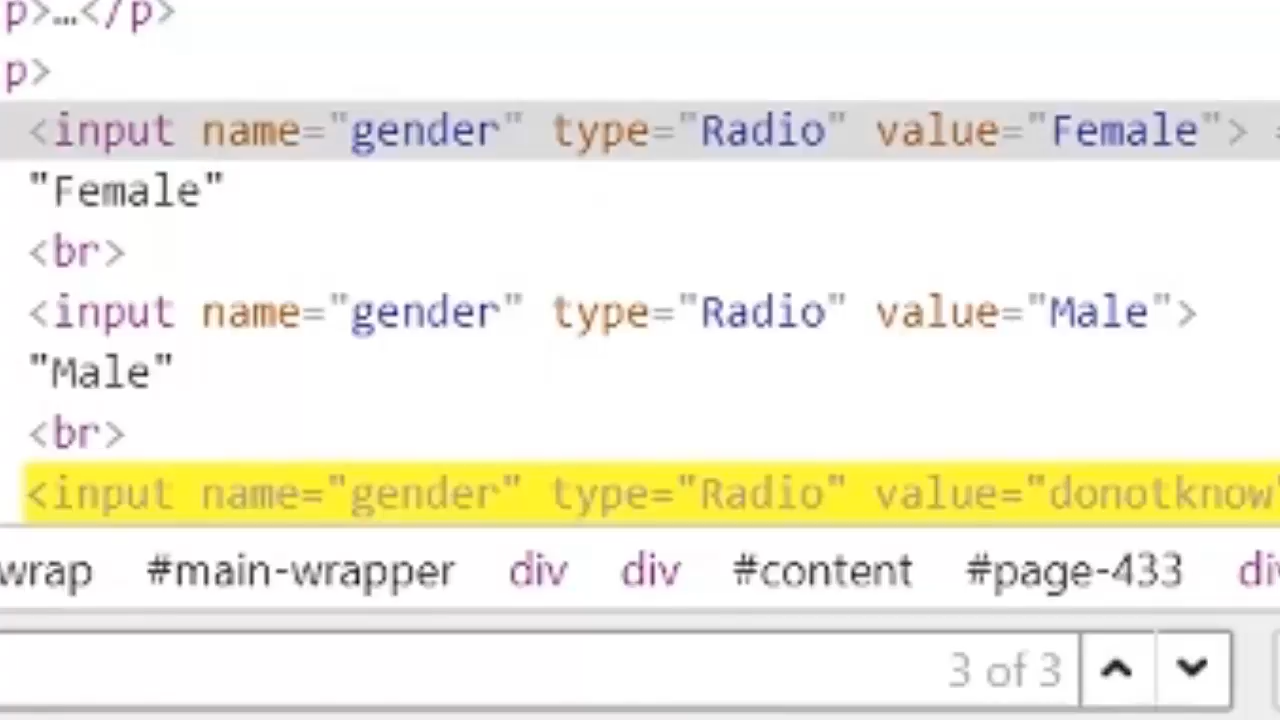 p>…</p>
p>
<input name="gender" type="Radio" value="Female">
"Female"
<br>
<input name="gender" type="Radio" value="Male">
"Male"
<br>
<input name="gender" type="Radio" value="donotknow"
wrap #main-wrapper div div #content #page-433 div
3 of 3